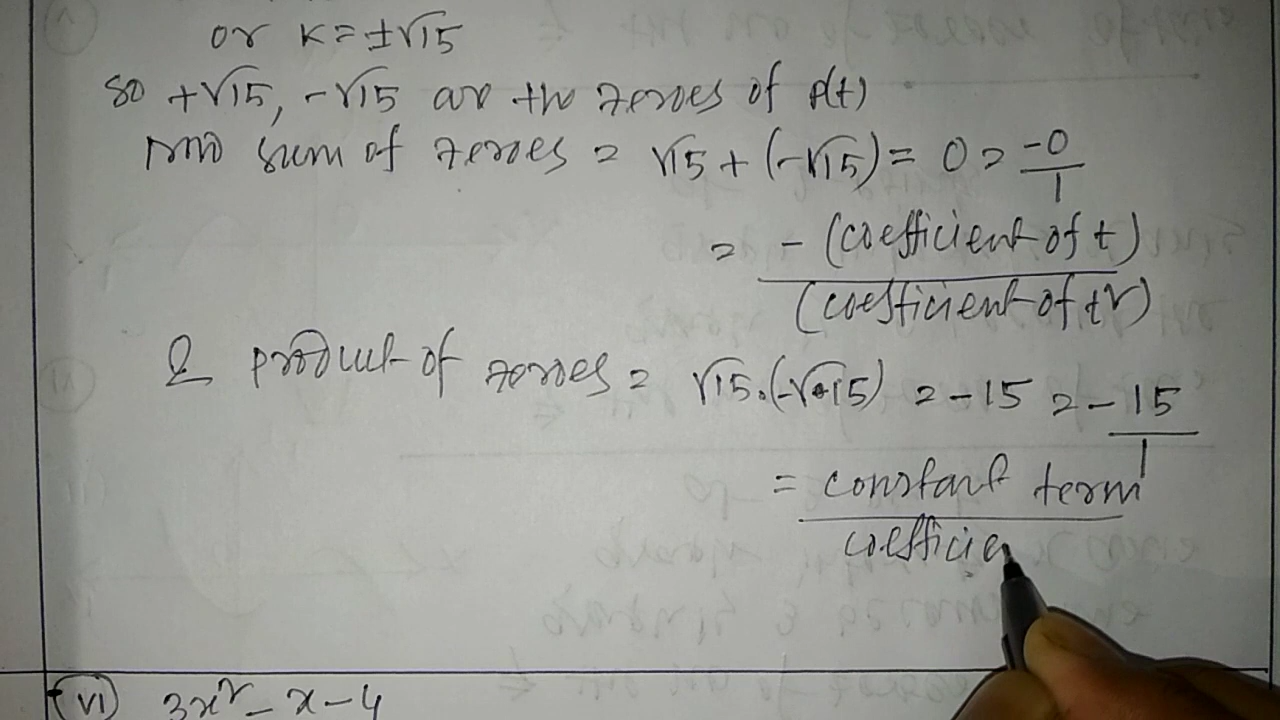 or k = ±√15
so +√15, -√15 are the zeroes of p(t)
sum of zeroes = √15 + (-√15) = 0 = -0/1
= - (coefficient of t) / (coefficient of t²)
& product of zeroes = √15.(-√15) = -15 = -15/1
= constant term / coefficie
(VI) 3x² - x - 4